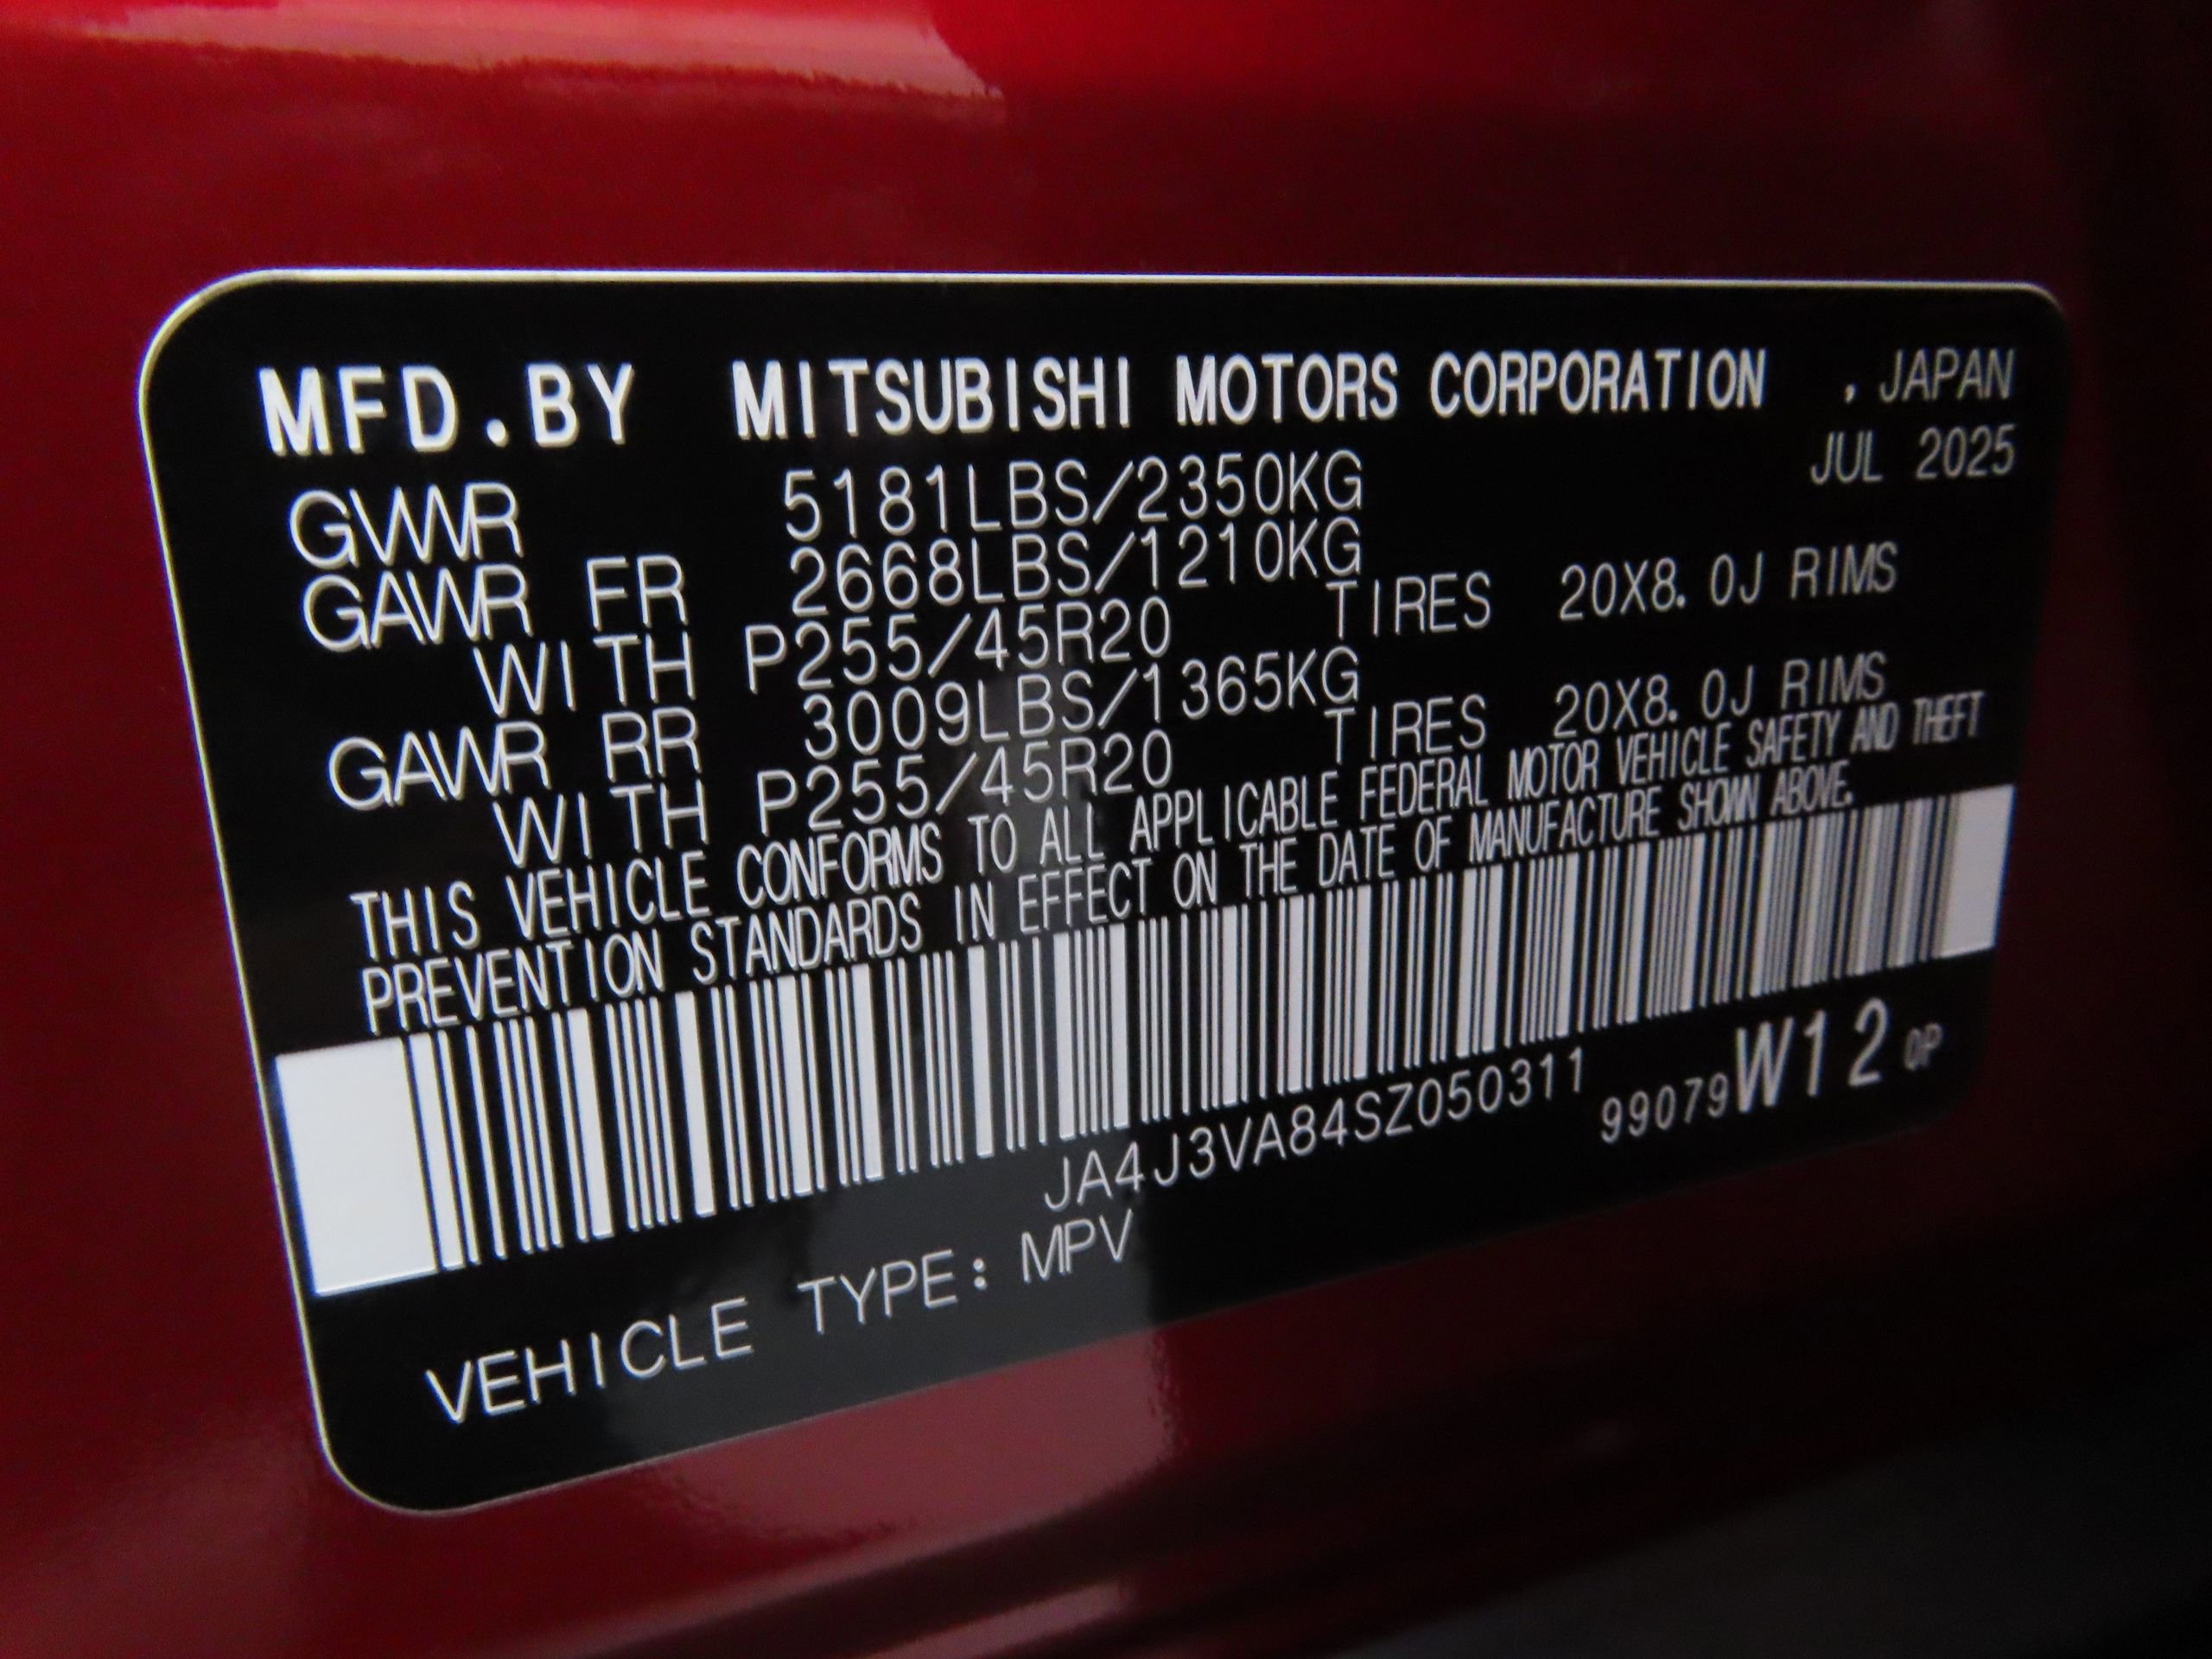 MFD.BY MITSUBISHI MOTORS CORPORATION , JAPAN
JUL 2025
GVWR 5181LBS/2350KG
GAWR FR 2668LBS/1210KG
WITH P255/45R20 TIRES 20X8.0J RIMS
GAWR RR 3009LBS/1365KG
WITH P255/45R20 TIRES 20X8.0J RIMS
THIS VEHICLE CONFORMS TO ALL APPLICABLE FEDERAL MOTOR VEHICLE SAFETY AND THEFT
PREVENTION STANDARDS IN EFFECT ON THE DATE OF MANUFACTURE SHOWN ABOVE.
JA4J3VA84SZ050311 99079W12 0P
VEHICLE TYPE: MPV